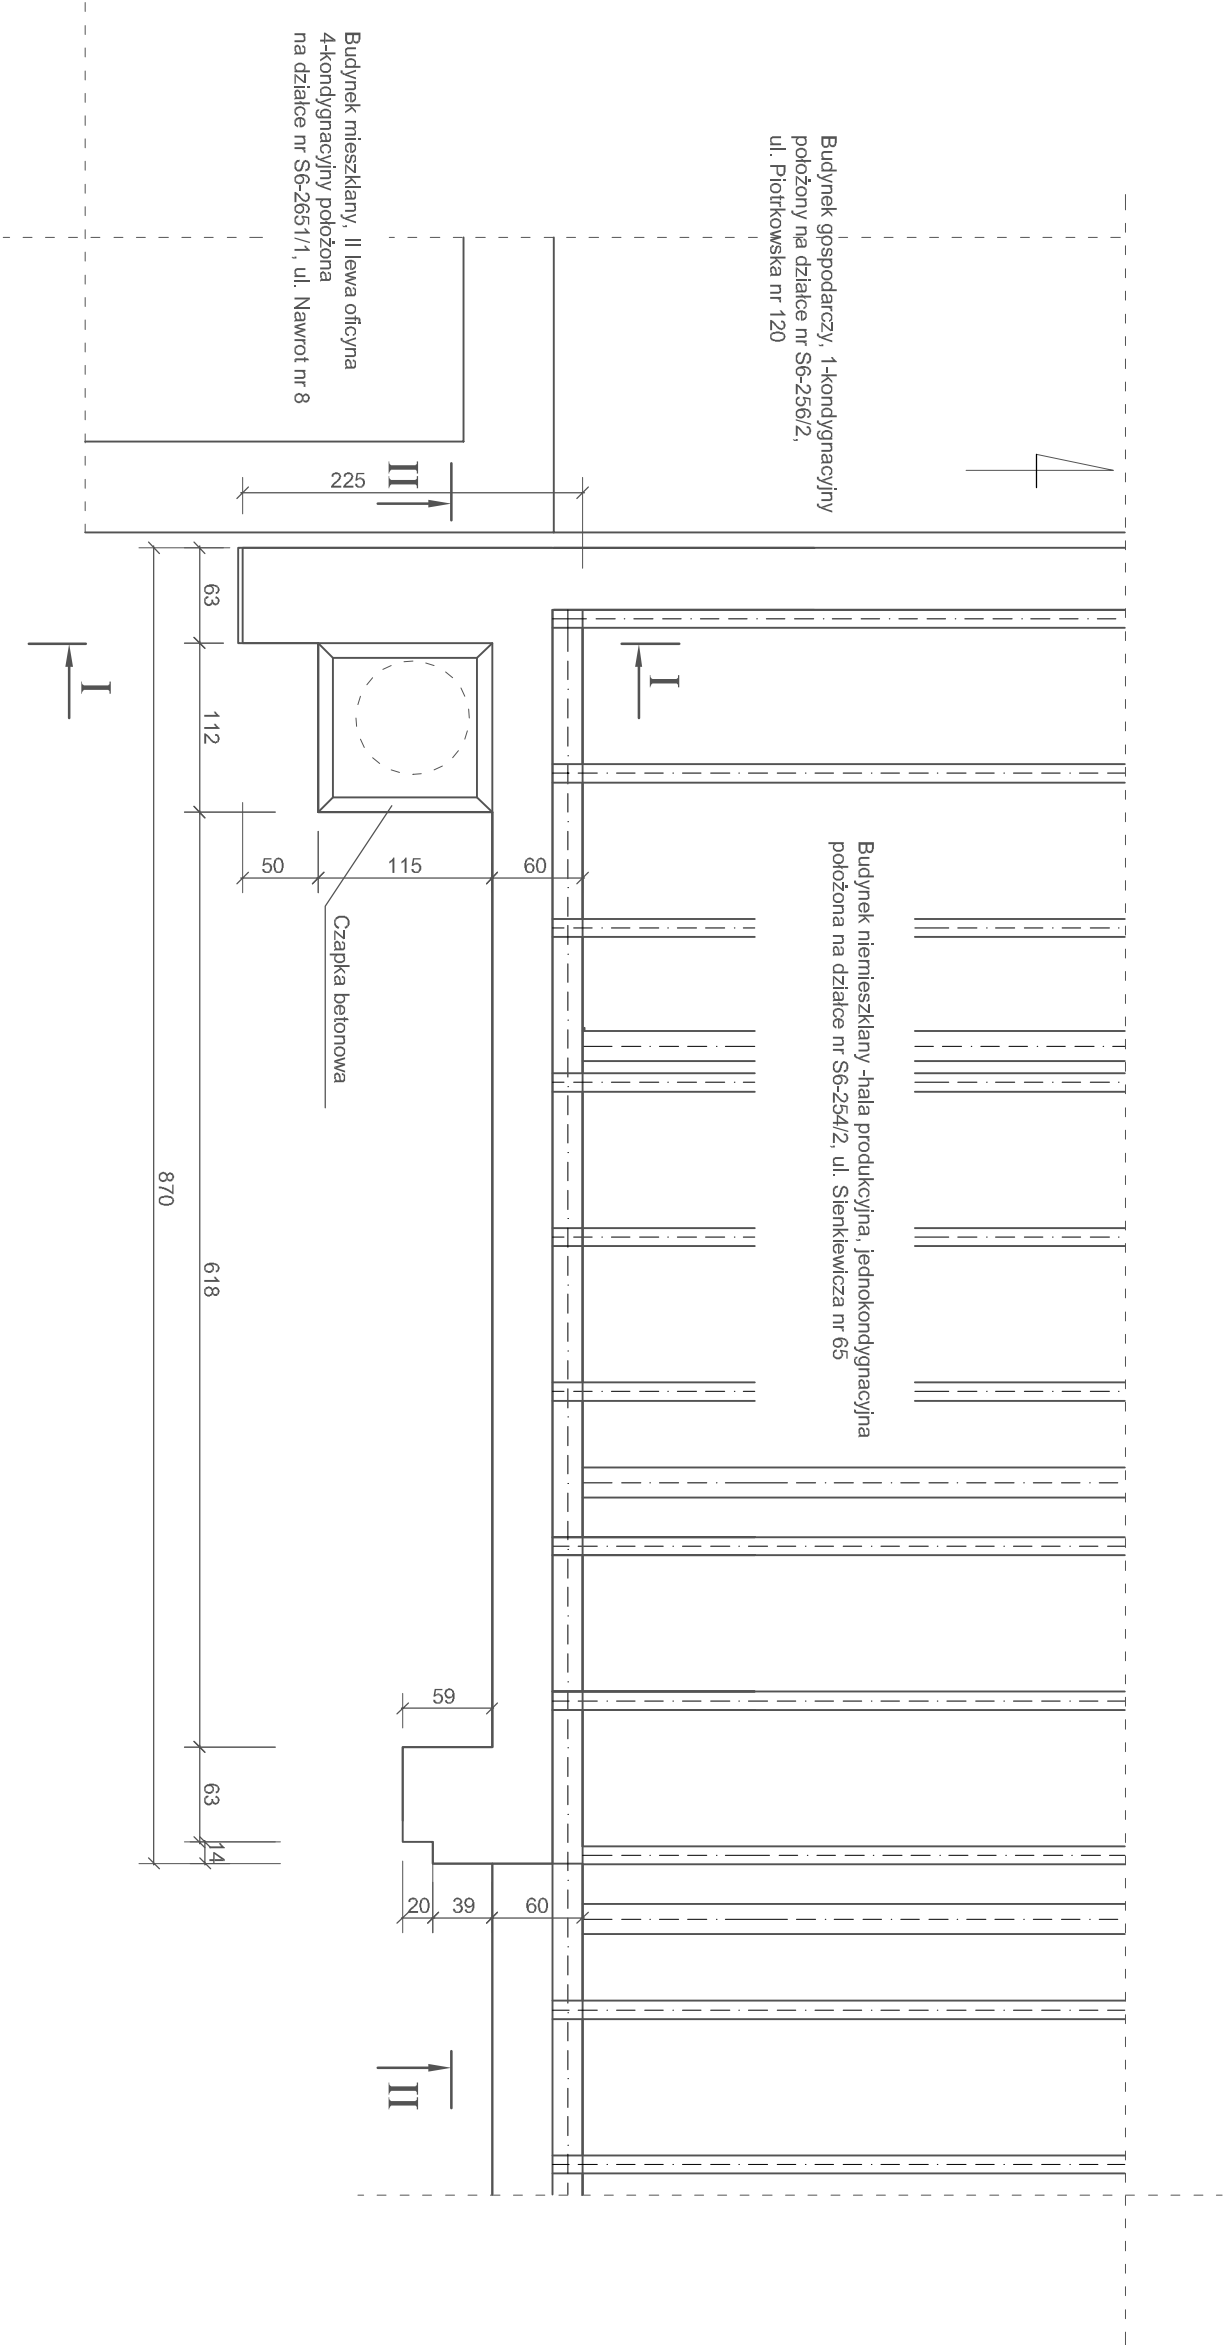 Budynek gospodarczy, 1-kondygnacyjny
położony na działce nr S6-256/2,
ul. Piotrkowska nr 120
Budynek mieszklany, II lewa oficyna
4-kondygnacyjny położona
na działce nr S6-2651/1, ul. Nawrot nr 8
Budynek niemieszklany -hala produkcyjna, jednokondygnacyjna
położona na działce nr S6-254/2, ul. Sienkiewicza nr 65
Czapka betonowa
II
II
I
I
225
50
115
60
59
20
39
60
63
112
618
63
14
870